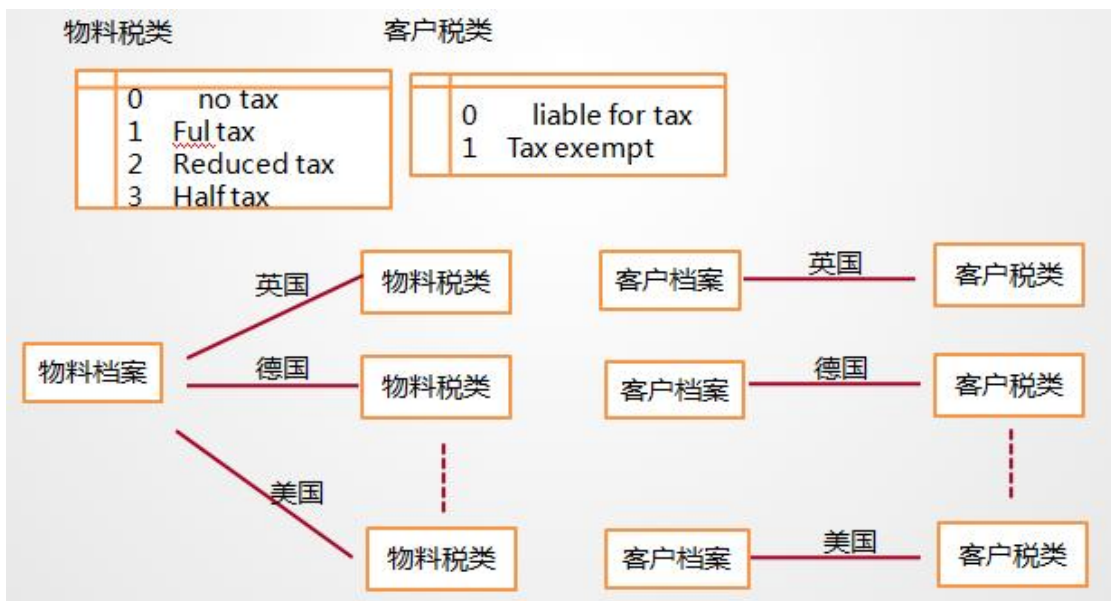 物料税类
客户税类
0 no tax
1 Ful tax
2 Reduced tax
3 Half tax
0 liable for tax
1 Tax exempt
英国
物料税类
客户档案
英国
客户税类
物料档案
德国
物料税类
客户档案
德国
客户税类
美国
物料税类
客户档案
美国
客户税类